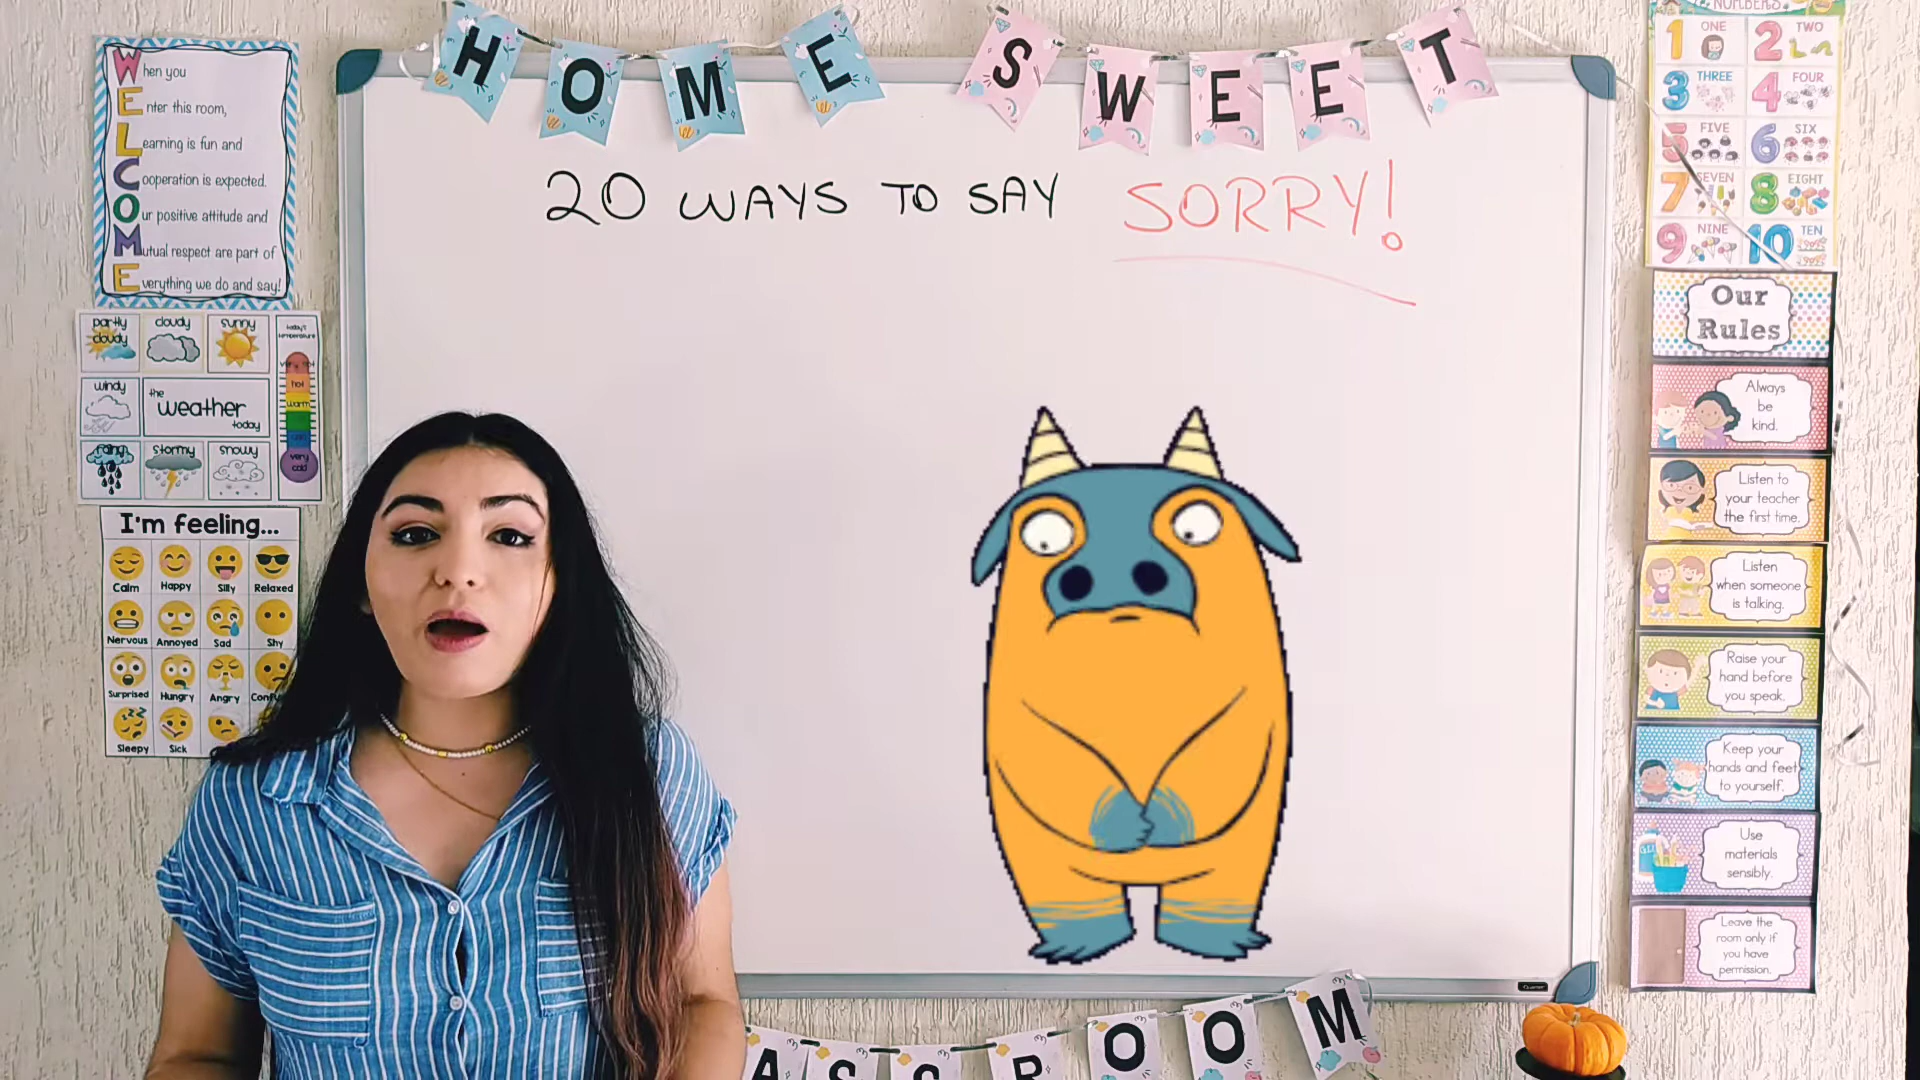 HOME SWEET
20 WAYS TO SAY SORRY!
When you
Enter this room,
Learning is fun and
Cooperation is expected.
Our positive attitude and
Mutual respect are part of
Everything we do and say!
partly cloudy
cloudy
sunny
today's temperature
windy
the weather today
hot
warm
rainy
stormy
snowy
very cold
I'm feeling...
Calm Happy Silly Relaxed
Nervous Annoyed Sad Shy
Surprised Hungry Angry
Sleepy Sick
NUMBERS
1 ONE 2 TWO
3 THREE 4 FOUR
5 FIVE 6 SIX
7 SEVEN 8 EIGHT
9 NINE 10 TEN
Our
Rules
Always
be
kind.
Listen to
your teacher
the first time.
Listen
when someone
is talking.
Raise your
hand before
you speak.
Keep your
hands and feet
to yourself.
Use
materials
sensibly.
Leave the
room only if
you have
permission.
ASSROOM